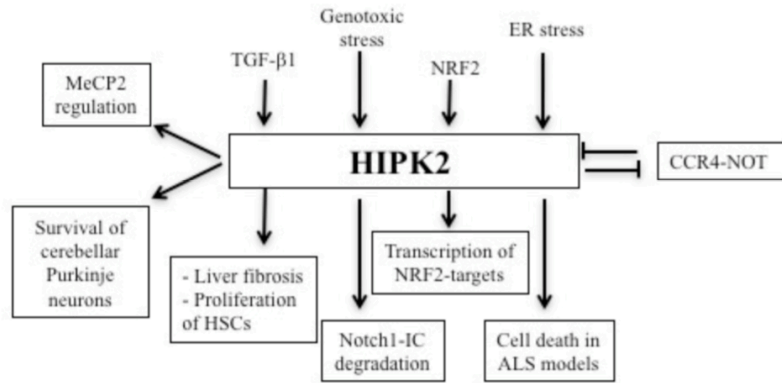 Genotoxic
stress
ER stress
TGF-β1
NRF2
MeCP2
regulation
HIPK2
CCR4-NOT
Survival of
cerebellar
Purkinje
neurons
- Liver fibrosis
- Proliferation
of HSCs
Transcription of
NRF2-targets
Notch1-IC
degradation
Cell death in
ALS models